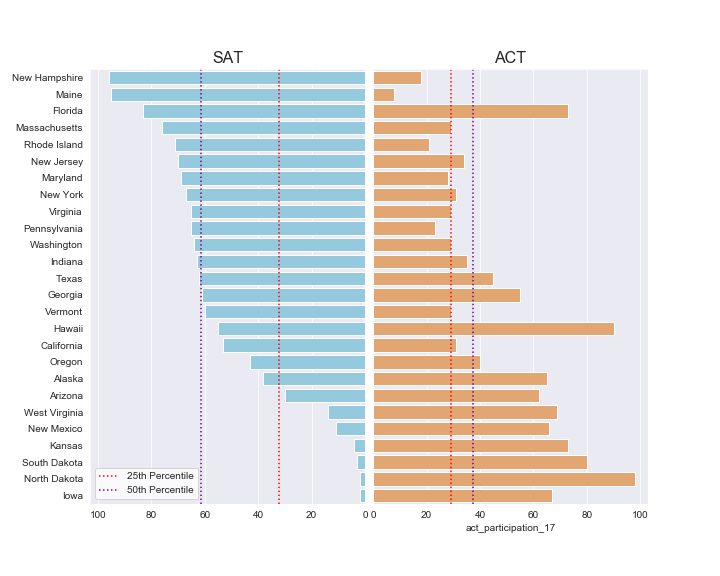 SAT ACT
New Hampshire
Maine
Florida
Massachusetts
Rhode Island
New Jersey
Maryland
New York
Virginia
Pennsylvania
Washington
Indiana
Texas
Georgia
Vermont
Hawaii
California
Oregon
Alaska
Arizona
West Virginia
New Mexico
Kansas
South Dakota
North Dakota
Iowa
25th Percentile
50th Percentile
100 80 60 40 20 0 0 20 40 60 80 100
act_participation_17